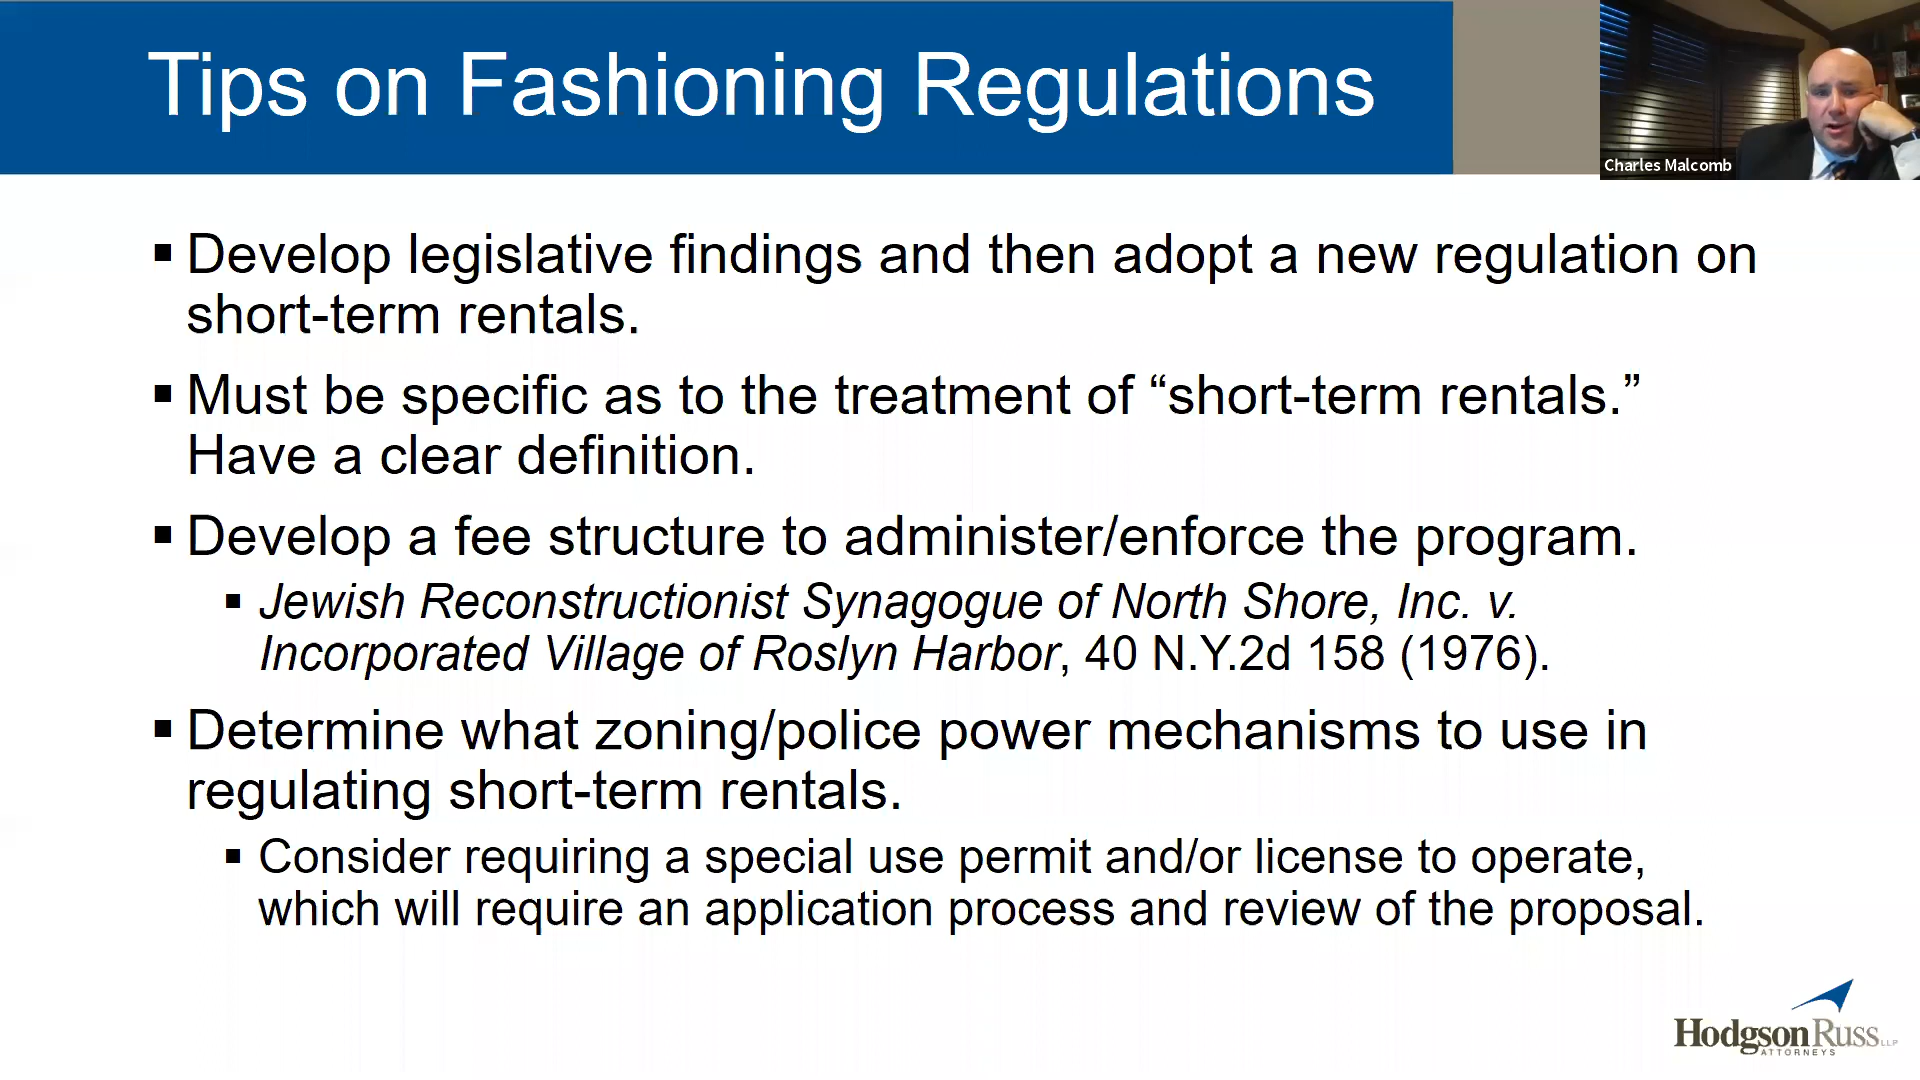 Tips on Fashioning Regulations
Charles Malcomb
▪ Develop legislative findings and then adopt a new regulation on
short-term rentals.
▪ Must be specific as to the treatment of “short-term rentals.”
Have a clear definition.
▪ Develop a fee structure to administer/enforce the program.
▪ Jewish Reconstructionist Synagogue of North Shore, Inc. v.
Incorporated Village of Roslyn Harbor, 40 N.Y.2d 158 (1976).
▪ Determine what zoning/police power mechanisms to use in
regulating short-term rentals.
▪ Consider requiring a special use permit and/or license to operate,
which will require an application process and review of the proposal.
HodgsonRuss LLP
ATTORNEYS